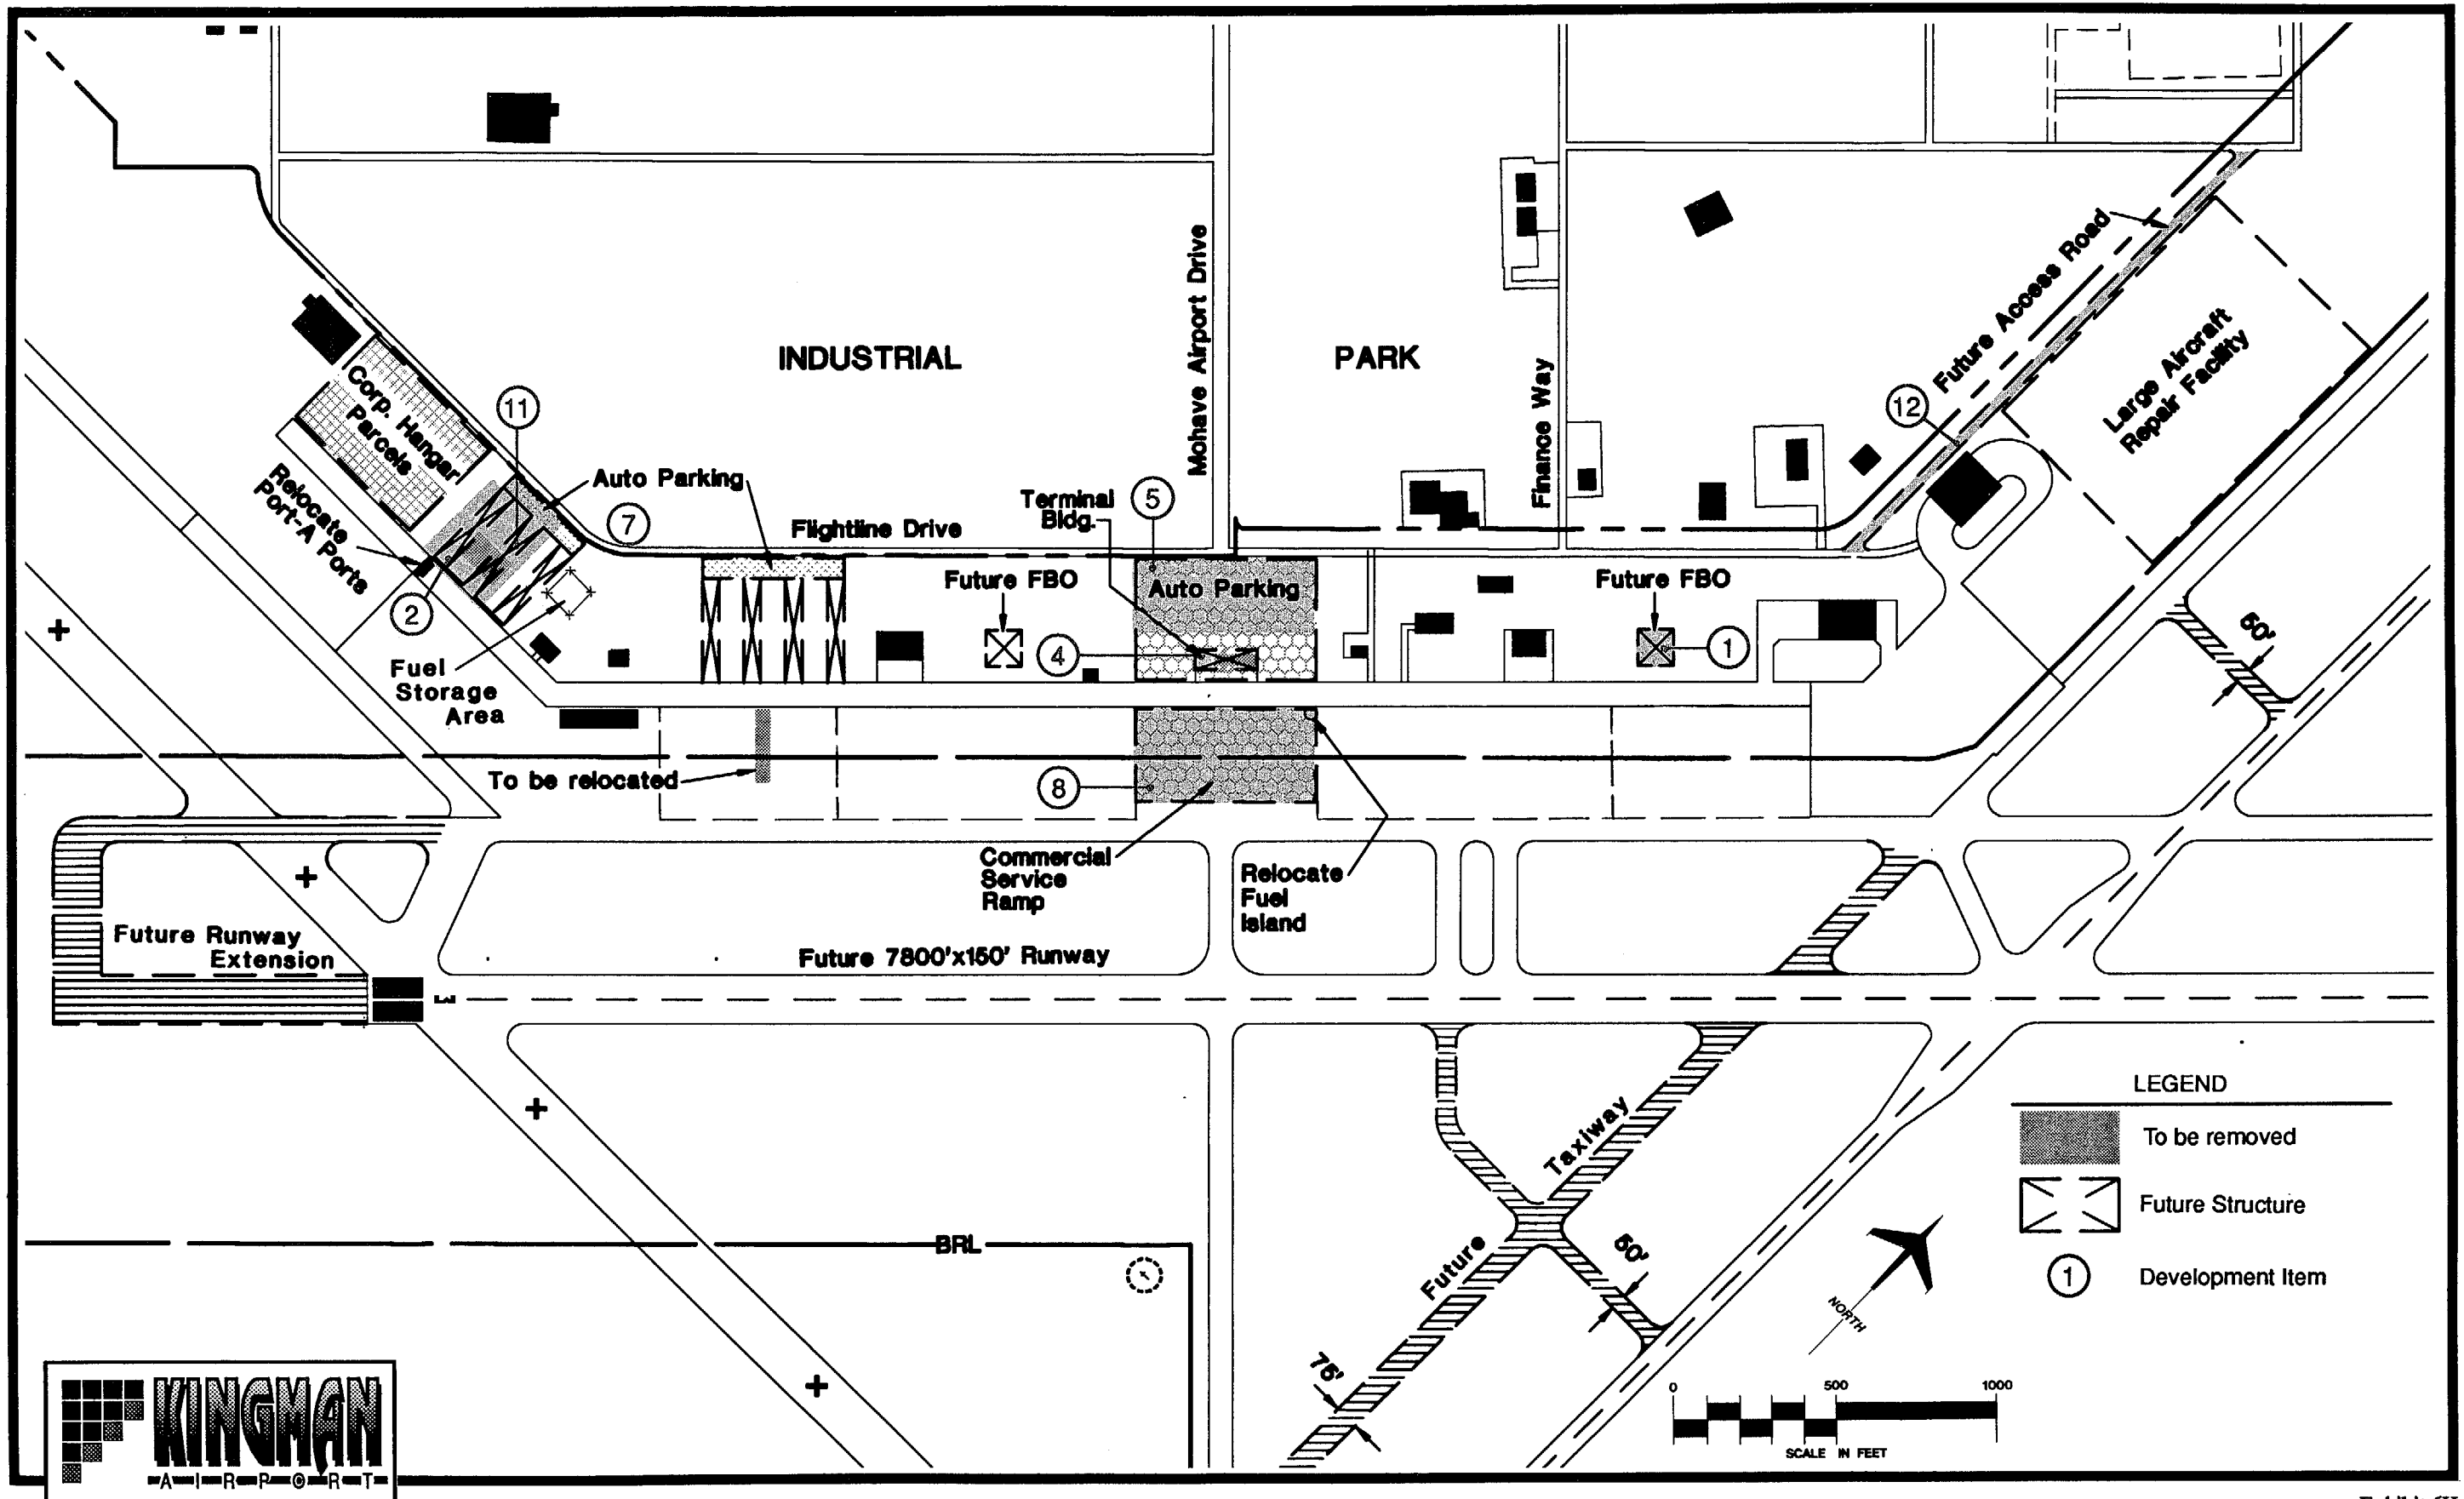 Mohave Airport Drive
INDUSTRIAL
PARK
Finance Way
Future Access Road
12
Large Aircraft
Repair Facility
Corp. Hangar
Parcels
11
Auto Parking
7
Flightline Drive
Relocate
Port-A Ports
2
Terminal
Bldg.
5
Auto Parking
Future FBO
Future FBO
4
1
Fuel
Storage
Area
To be relocated
8
Commercial
Service
Ramp
Relocate
Fuel
Island
50'
Future Runway
Extension
Future 7800'x150' Runway
BRL
Future
Taxiway
50'
75'
LEGEND
To be removed
Future Structure
1
Development Item
NORTH
0
500
1000
SCALE IN FEET
KINGMAN
AIRPORT